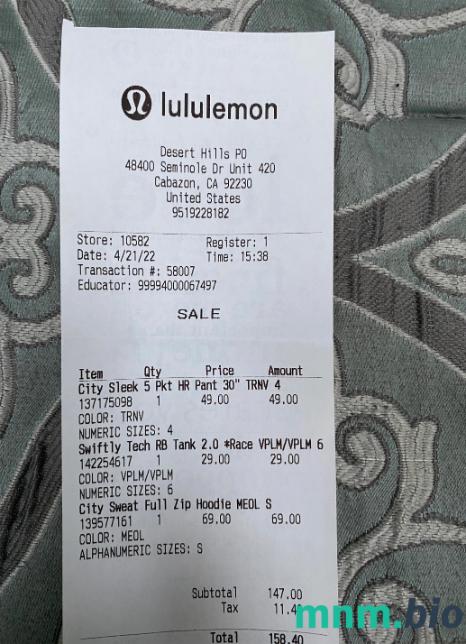 lululemon
Desert Hills PO
48400 Seminole Dr Unit 420
Cabazon, CA 92230
United States
9519228182
Store: 10582 Register: 1
Date: 4/21/22 Time: 15:38
Transaction #: 58007
Educator: 99994000067497
SALE
Item Qty Price Amount
City Sleek 5 Pkt HR Pant 30" TRNV 4
137175098 1 49.00 49.00
COLOR: TRNV
NUMERIC SIZES: 4
Swiftly Tech RB Tank 2.0 *Race VPLM/VPLM 6
142254617 1 29.00 29.00
COLOR: VPLM/VPLM
NUMERIC SIZES: 6
City Sweat Full Zip Hoodie MEOL S
139577161 1 69.00 69.00
COLOR: MEOL
ALPHANUMERIC SIZES: S
Subtotal 147.00
Tax
Total 158.40
mnm.bio